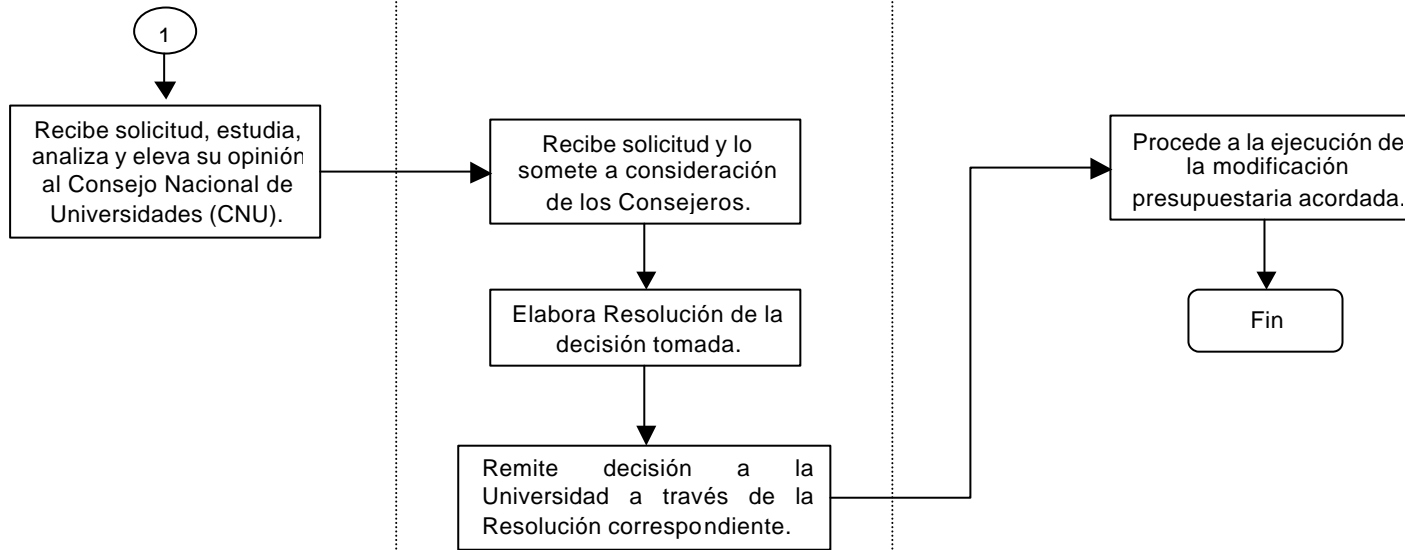 1
Recibe solicitud, estudia,
analiza y eleva su opinión
al Consejo Nacional de
Universidades (CNU).
Recibe solicitud y lo
somete a consideración
de los Consejeros.
Elabora Resolución de la
decisión tomada.
Remite decisión a la
Universidad a través de la
Resolución correspondiente.
Procede a la ejecución de
la modificación
presupuestaria acordada.
Fin